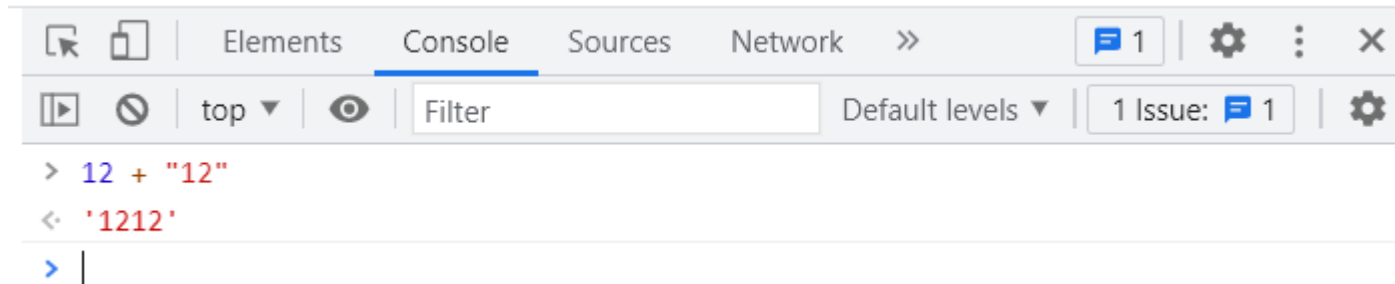 Elements Console Sources Network » 1
top ▼ Filter Default levels ▼ 1 Issue: 1
> 12 + "12"
<· '1212'
>